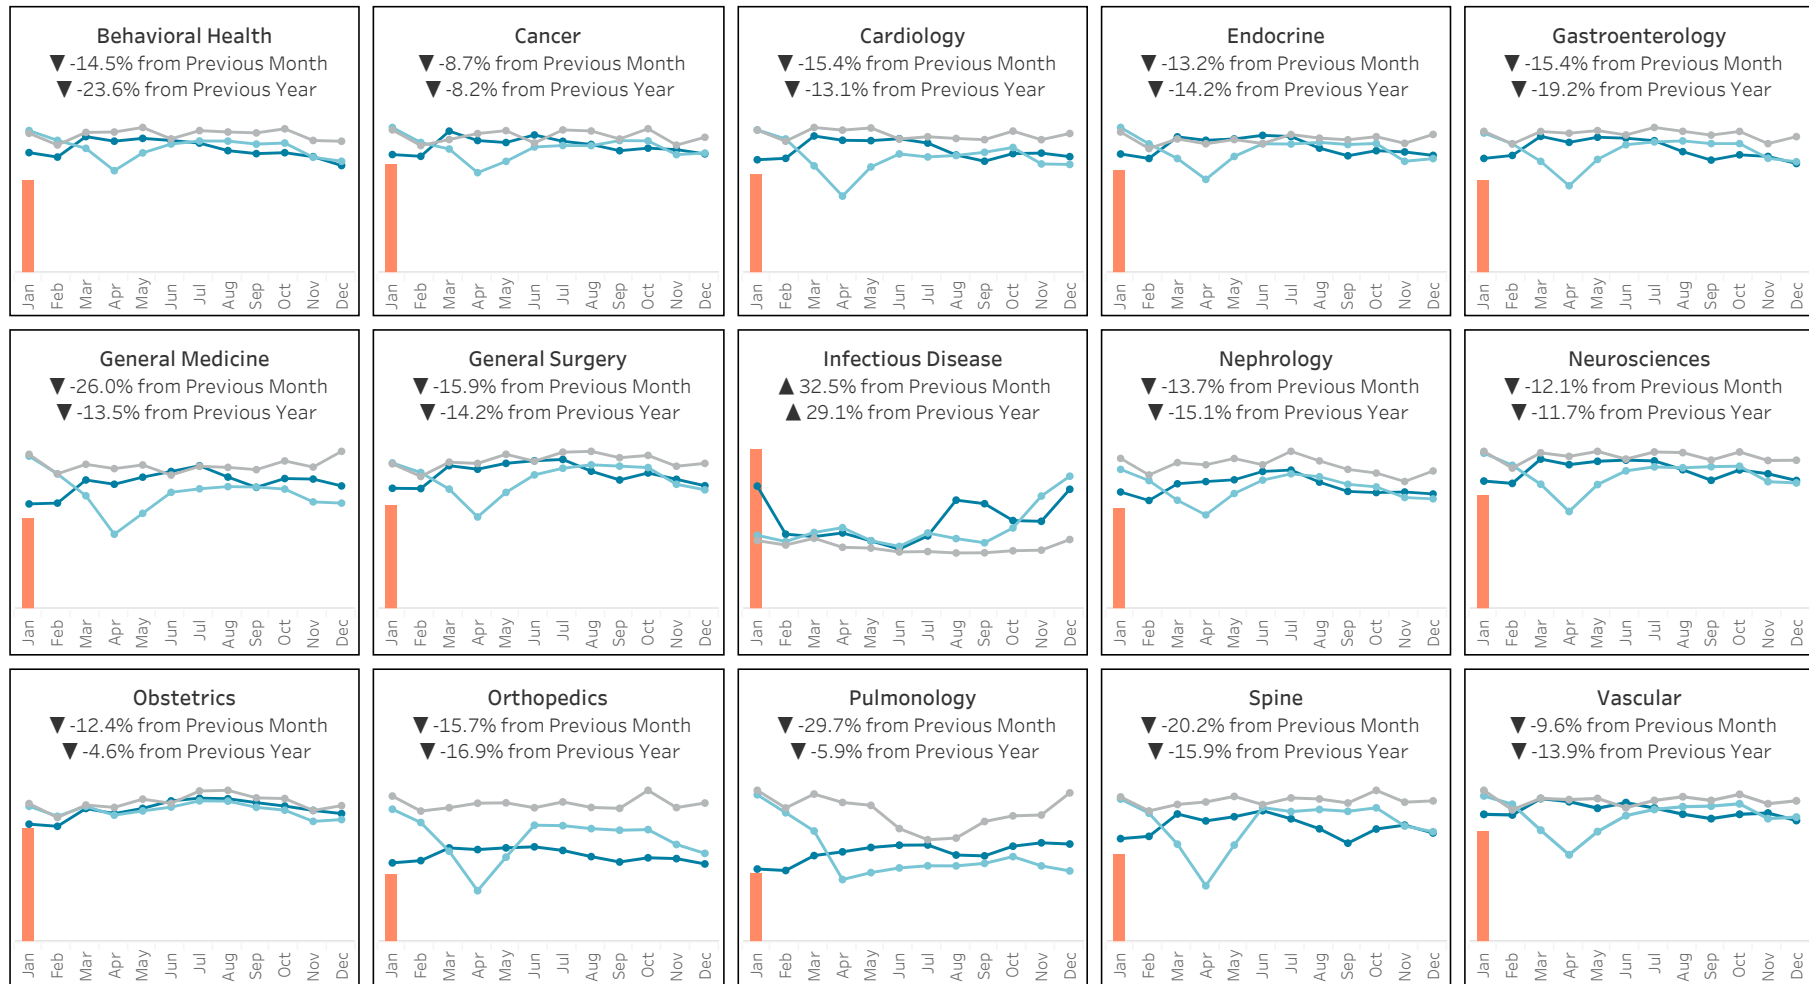 Behavioral Health
▼ -14.5% from Previous Month
▼ -23.6% from Previous Year
Jan Feb Mar Apr May Jun Jul Aug Sep Oct Nov Dec
Cancer
▼ -8.7% from Previous Month
▼ -8.2% from Previous Year
Jan Feb Mar Apr May Jun Jul Aug Sep Oct Nov Dec
Cardiology
▼ -15.4% from Previous Month
▼ -13.1% from Previous Year
Jan Feb Mar Apr May Jun Jul Aug Sep Oct Nov Dec
Endocrine
▼ -13.2% from Previous Month
▼ -14.2% from Previous Year
Jan Feb Mar Apr May Jun Jul Aug Sep Oct Nov Dec
Gastroenterology
▼ -15.4% from Previous Month
▼ -19.2% from Previous Year
Jan Feb Mar Apr May Jun Jul Aug Sep Oct Nov Dec
General Medicine
▼ -26.0% from Previous Month
▼ -13.5% from Previous Year
Jan Feb Mar Apr May Jun Jul Aug Sep Oct Nov Dec
General Surgery
▼ -15.9% from Previous Month
▼ -14.2% from Previous Year
Jan Feb Mar Apr May Jun Jul Aug Sep Oct Nov Dec
Infectious Disease
▲ 32.5% from Previous Month
▲ 29.1% from Previous Year
Jan Feb Mar Apr May Jun Jul Aug Sep Oct Nov Dec
Nephrology
▼ -13.7% from Previous Month
▼ -15.1% from Previous Year
Jan Feb Mar Apr May Jun Jul Aug Sep Oct Nov Dec
Neurosciences
▼ -12.1% from Previous Month
▼ -11.7% from Previous Year
Jan Feb Mar Apr May Jun Jul Aug Sep Oct Nov Dec
Obstetrics
▼ -12.4% from Previous Month
▼ -4.6% from Previous Year
Jan Feb Mar Apr May Jun Jul Aug Sep Oct Nov Dec
Orthopedics
▼ -15.7% from Previous Month
▼ -16.9% from Previous Year
Jan Feb Mar Apr May Jun Jul Aug Sep Oct Nov Dec
Pulmonology
▼ -29.7% from Previous Month
▼ -5.9% from Previous Year
Jan Feb Mar Apr May Jun Jul Aug Sep Oct Nov Dec
Spine
▼ -20.2% from Previous Month
▼ -15.9% from Previous Year
Jan Feb Mar Apr May Jun Jul Aug Sep Oct Nov Dec
Vascular
▼ -9.6% from Previous Month
▼ -13.9% from Previous Year
Jan Feb Mar Apr May Jun Jul Aug Sep Oct Nov Dec